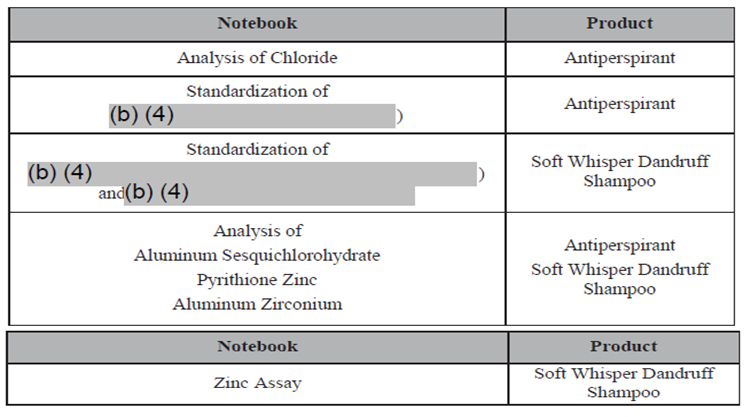 Notebook Product
Analysis of Chloride Antiperspirant
Standardization of
(b) (4) )
Antiperspirant
Standardization of
(b) (4) )
and(b) (4)
Soft Whisper Dandruff
Shampoo
Analysis of
Aluminum Sesquichlorohydrate
Pyrithione Zinc
Aluminum Zirconium
Antiperspirant
Soft Whisper Dandruff
Shampoo
Notebook Product
Zinc Assay
Soft Whisper Dandruff
Shampoo